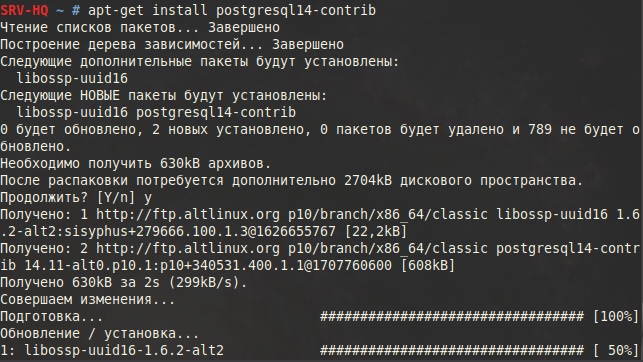 SRV-HQ ~ # apt-get install postgresql14-contrib
Чтение списков пакетов... Завершено
Построение дерева зависимостей... Завершено
Следующие дополнительные пакеты будут установлены:
  libossp-uuid16
Следующие НОВЫЕ пакеты будут установлены:
  libossp-uuid16 postgresql14-contrib
0 будет обновлено, 2 новых установлено, 0 пакетов будет удалено и 789 не будет о
бновлено.
Необходимо получить 630kB архивов.
После распаковки потребуется дополнительно 2704kB дискового пространства.
Продолжить? [Y/n] y
Получено: 1 http://ftp.altlinux.org p10/branch/x86_64/classic libossp-uuid16 1.6
.2-alt2:sisyphus+279666.100.1.3@1626655767 [22,2kB]
Получено: 2 http://ftp.altlinux.org p10/branch/x86_64/classic postgresql14-contr
ib 14.11-alt0.p10.1:p10+340531.400.1.1@1707760600 [608kB]
Получено 630kB за 2s (299kB/s).
Совершаем изменения...
Подготовка...                           ################################# [100%]
Обновление / установка...
1: libossp-uuid16-1.6.2-alt2            ################################# [ 50%]